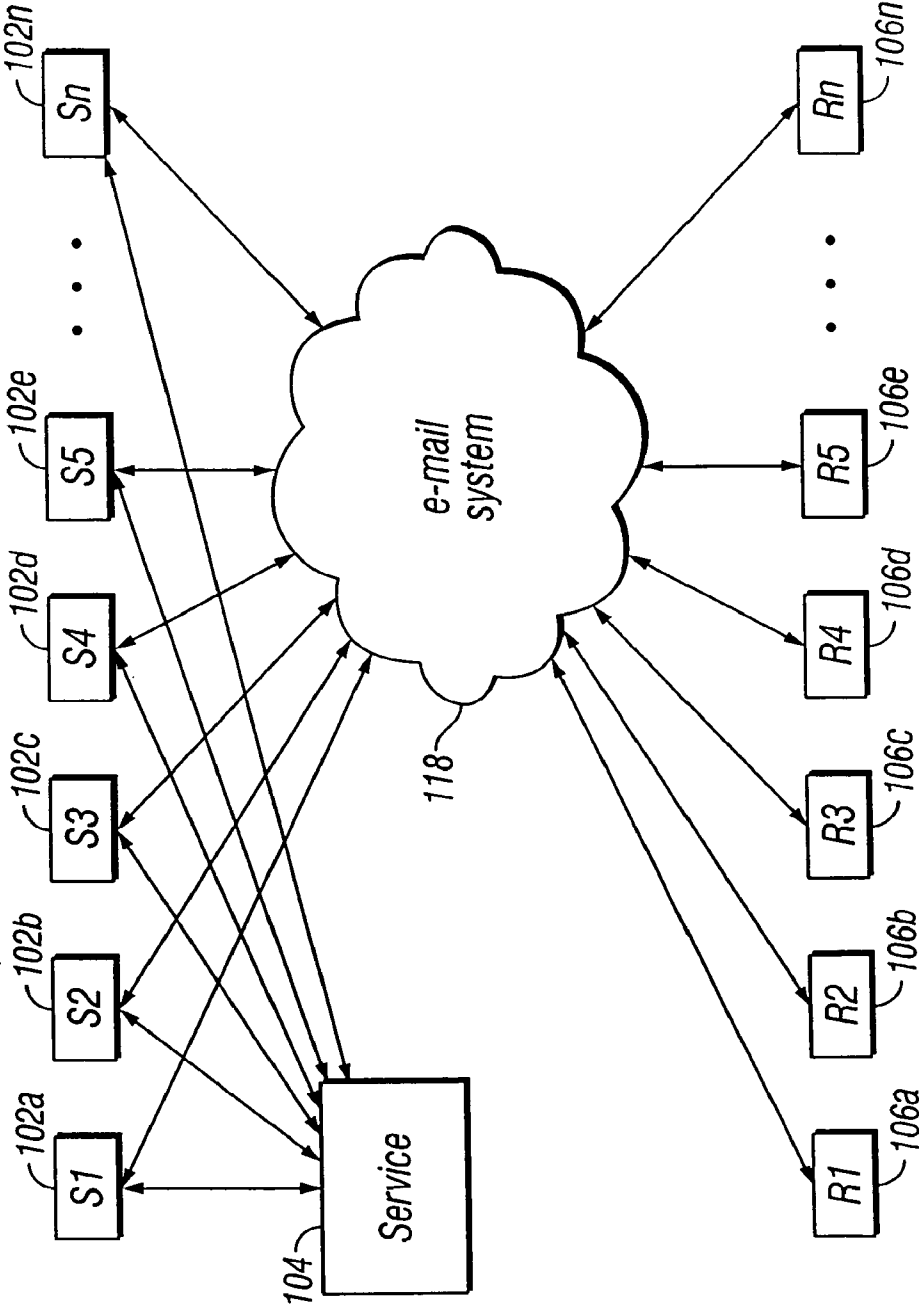 102a
102b
102c
102d
102e
102n
S1
S2
S3
S4
S5
• • •
Sn
104
Service
118
e-mail
system
R1
R2
R3
R4
R5
• • •
Rn
106a
106b
106c
106d
106e
106n